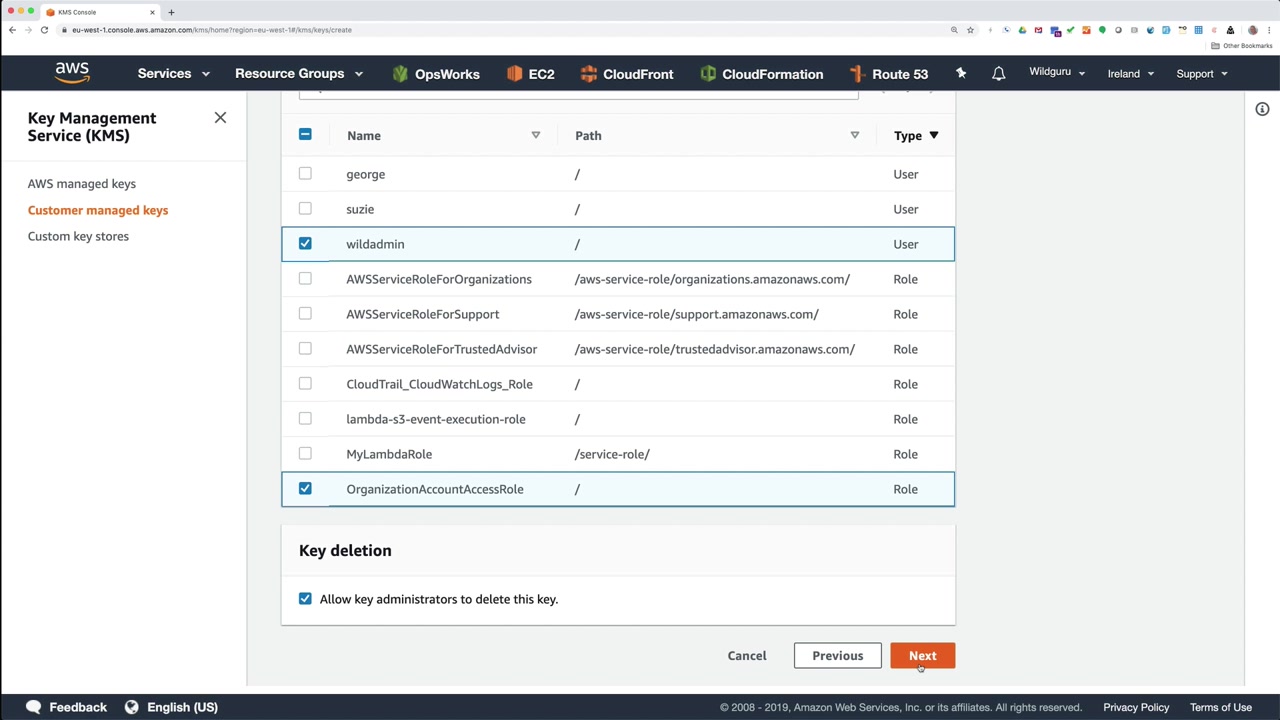 KMS Console
eu-west-1.console.aws.amazon.com/kms/home?region=eu-west-1#/kms/keys/create
Other Bookmarks
aws
Services
Resource Groups
OpsWorks
EC2
CloudFront
CloudFormation
Route 53
Wildguru
Ireland
Support
Key Management
Service (KMS)
AWS managed keys
Customer managed keys
Custom key stores
Name Path Type
george / User
suzie / User
wildadmin / User
AWSServiceRoleForOrganizations /aws-service-role/organizations.amazonaws.com/ Role
AWSServiceRoleForSupport /aws-service-role/support.amazonaws.com/ Role
AWSServiceRoleForTrustedAdvisor /aws-service-role/trustedadvisor.amazonaws.com/ Role
CloudTrail_CloudWatchLogs_Role / Role
lambda-s3-event-execution-role / Role
MyLambdaRole /service-role/ Role
OrganizationAccountAccessRole / Role
Key deletion
Allow key administrators to delete this key.
Cancel Previous Next
Feedback English (US)
© 2008 - 2019, Amazon Web Services, Inc. or its affiliates. All rights reserved. Privacy Policy Terms of Use